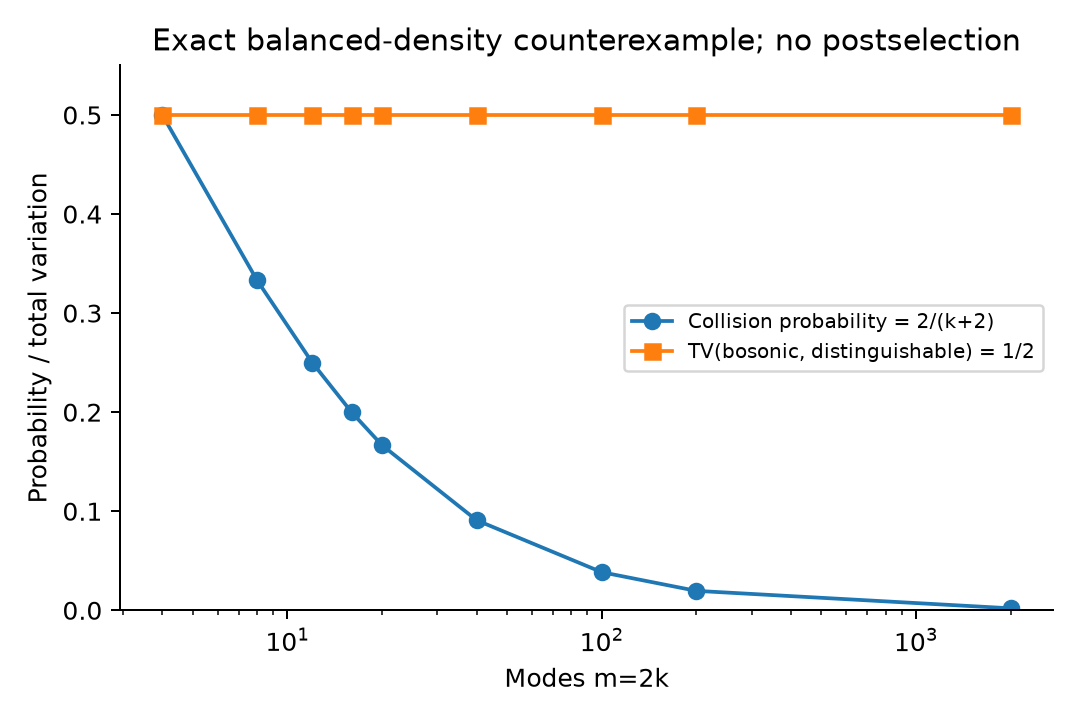 Exact balanced-density counterexample; no postselection
Probability / total variation
0.5
0.4
0.3
0.2
0.1
0.0
Collision probability = 2/(k+2)
TV(bosonic, distinguishable) = 1/2
10¹
10²
10³
Modes m=2k